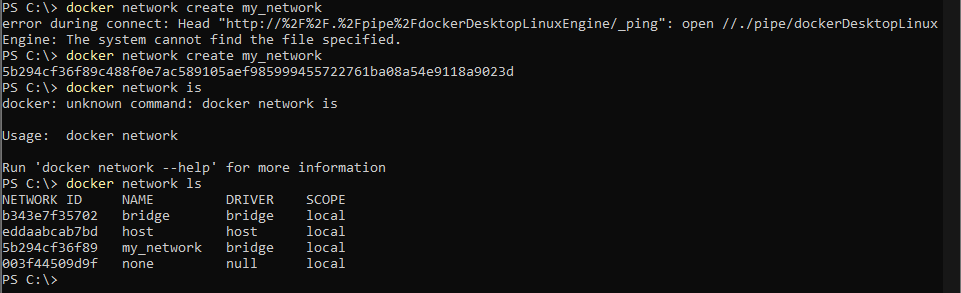 PS C:\> docker network create my_network
error during connect: Head "http://%2F%2F.%2Fpipe%2FdockerDesktopLinuxEngine/_ping": open //./pipe/dockerDesktopLinux
Engine: The system cannot find the file specified.
PS C:\> docker network create my_network
5b294cf36f89c488f0e7ac589105aef985999455722761ba08a54e9118a9023d
PS C:\> docker network is
docker: unknown command: docker network is
Usage:  docker network
Run 'docker network --help' for more information
PS C:\> docker network ls
NETWORK ID     NAME         DRIVER    SCOPE
b343e7f35702   bridge       bridge    local
eddaabcab7bd   host         host      local
5b294cf36f89   my_network   bridge    local
003f44509d9f   none         null      local
PS C:\>